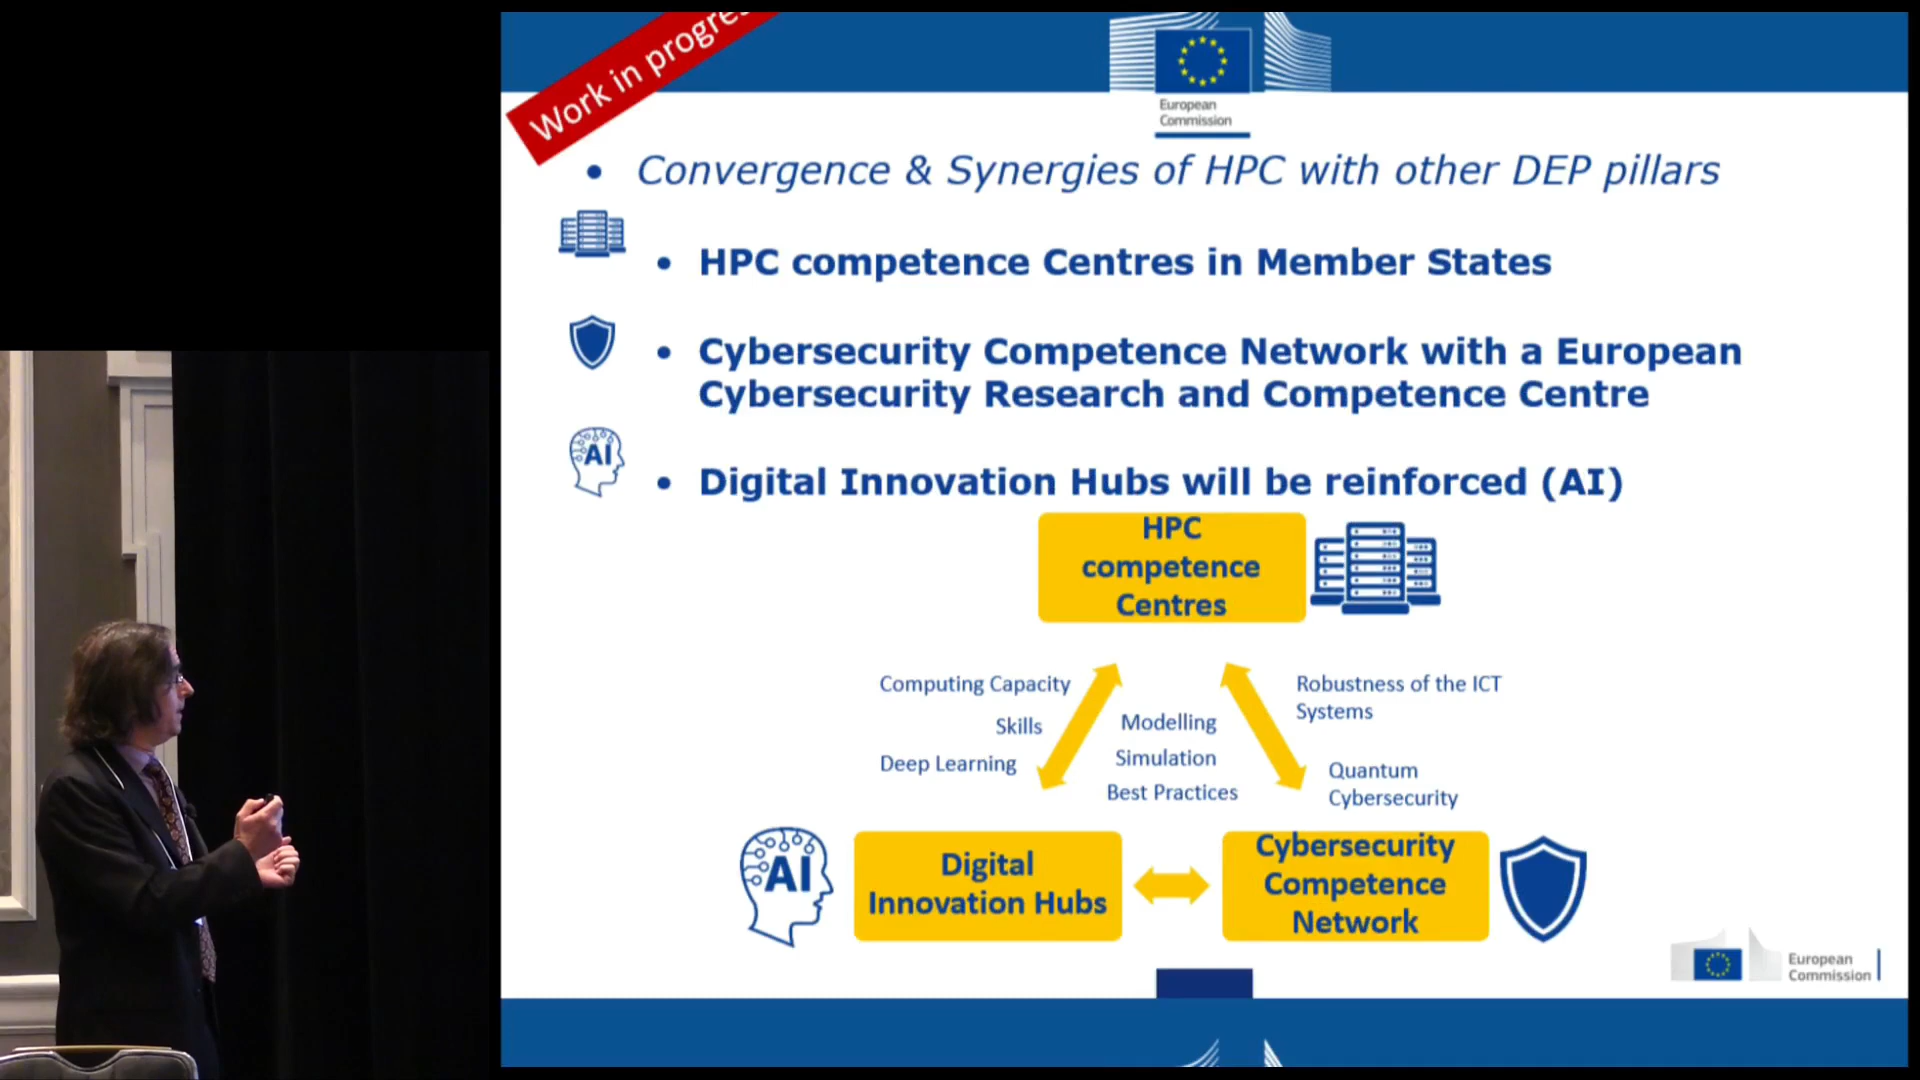 Work in progres
European
Commission
Convergence & Synergies of HPC with other DEP pillars
HPC competence Centres in Member States
Cybersecurity Competence Network with a European
Cybersecurity Research and Competence Centre
AI
Digital Innovation Hubs will be reinforced (AI)
HPC
competence
Centres
Computing Capacity
Skills
Deep Learning
Modelling
Simulation
Best Practices
Robustness of the ICT
Systems
Quantum
Cybersecurity
AI
Digital
Innovation Hubs
Cybersecurity
Competence
Network
European
Commission